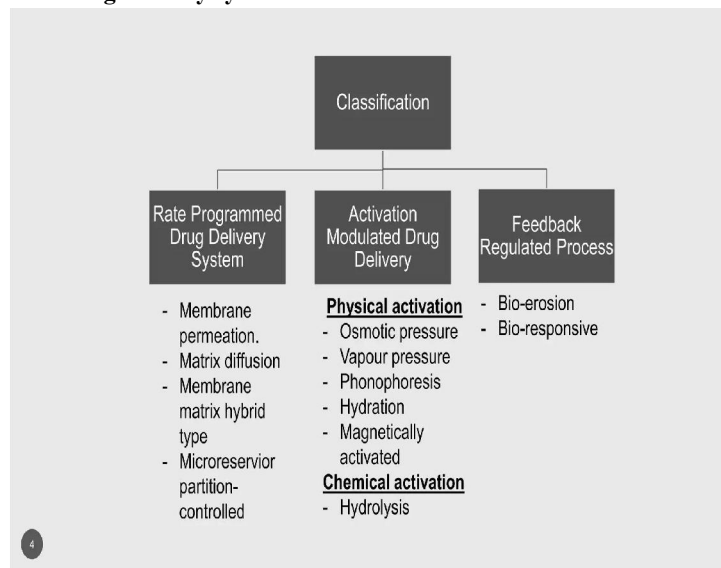 Classification
Rate Programmed
Drug Delivery
System
Activation
Modulated Drug
Delivery
Feedback
Regulated Process
- Membrane
permeation.
- Matrix diffusion
- Membrane
matrix hybrid
type
- Microreservior
partition-
controlled
Physical activation
- Osmotic pressure
- Vapour pressure
- Phonophoresis
- Hydration
- Magnetically
activated
Chemical activation
- Hydrolysis
- Bio-erosion
- Bio-responsive
4